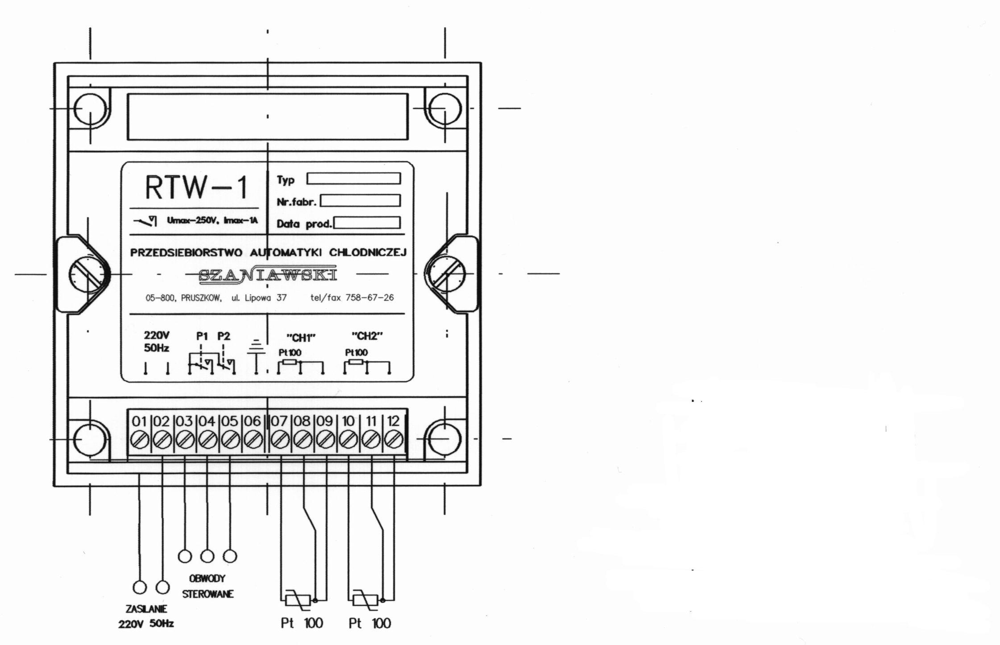 RTW-1
Typ
Nr.fabr.
Umax-250V, Imax-1A
Data prod.
PRZEDSIEBIORSTWO AUTOMATYKI CHLODNICZEJ
SZANIAWSKI
05-800, PRUSZKOW, ul. Lipowa 37 tel/fax 758-67-26
220V P1 P2 "CH1" "CH2"
50Hz Pt100 Pt100
01 02 03 04 05 06 07 08 09 10 11 12
OBWODY
STEROWANE
ZASILANIE
220V 50Hz
Pt 100 Pt 100